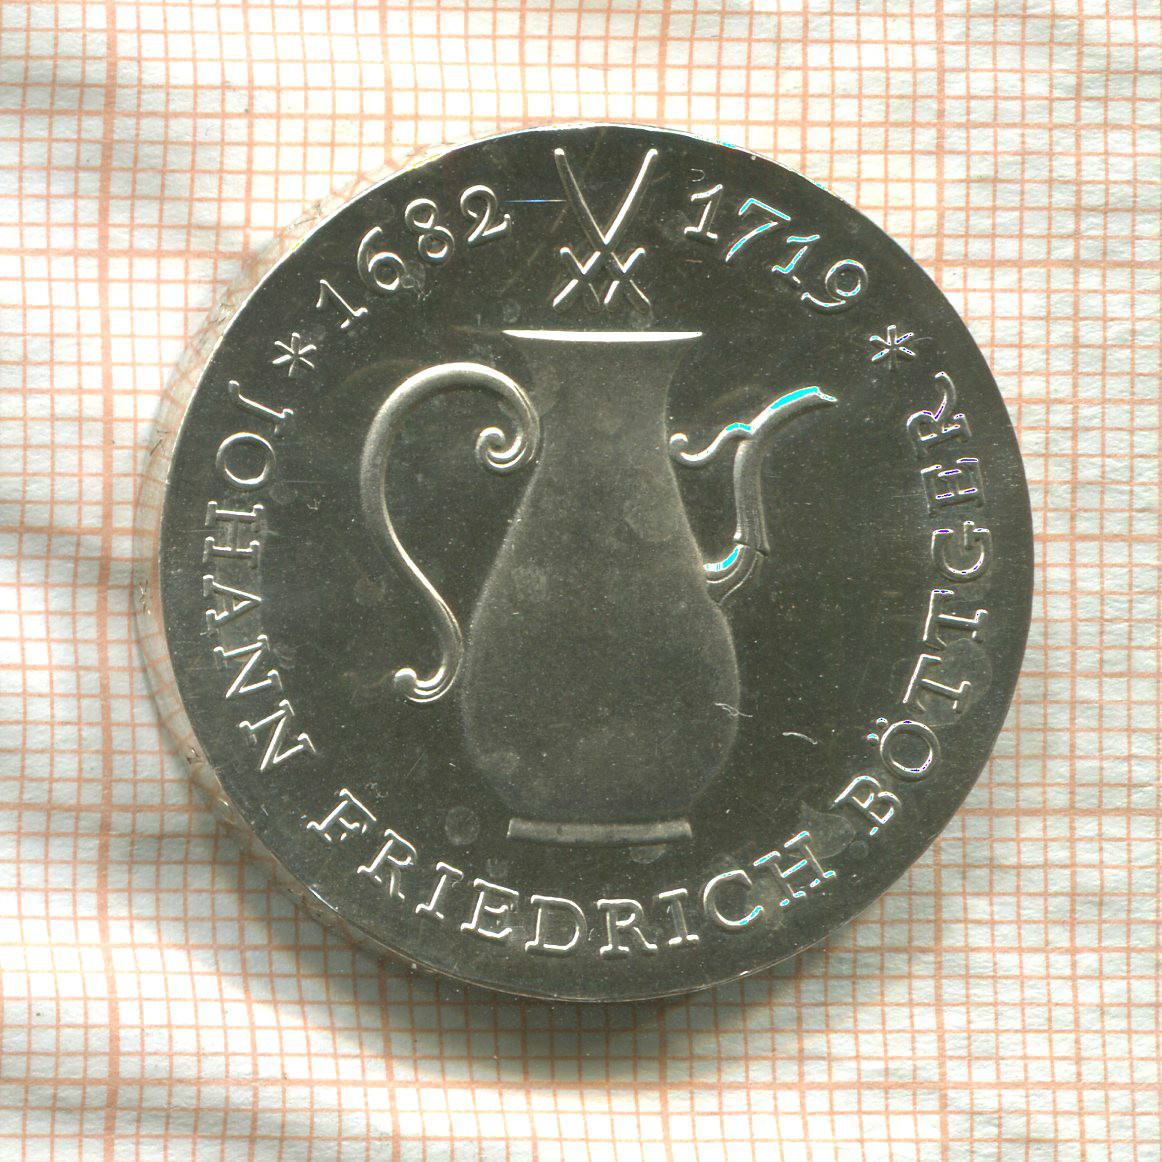 * 1682 1719 *
JOHANN FRIEDRICH BÖTTGER